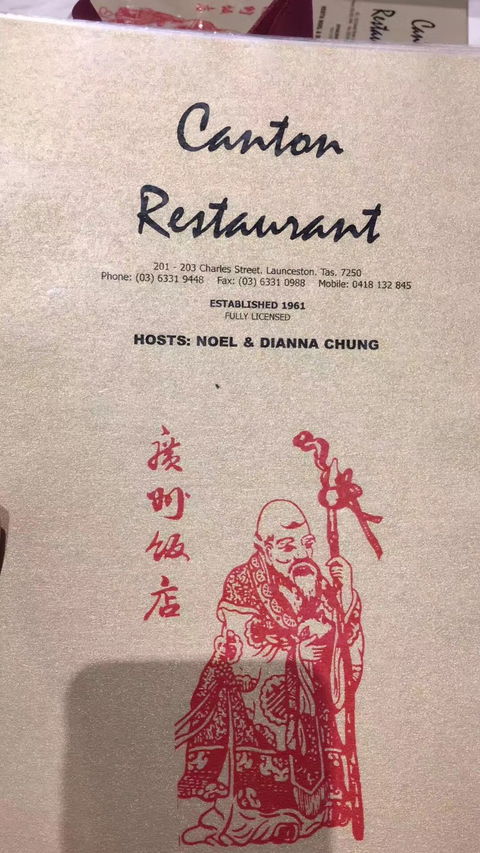 Canton
Restaurant
201 - 203 Charles Street. Launceston. Tas. 7250
Phone: (03) 6331 9448 Fax: (03) 6331 0988 Mobile: 0418 132 845
ESTABLISHED 1961
FULLY LICENSED
HOSTS: NOEL & DIANNA CHUNG
廣州飯店